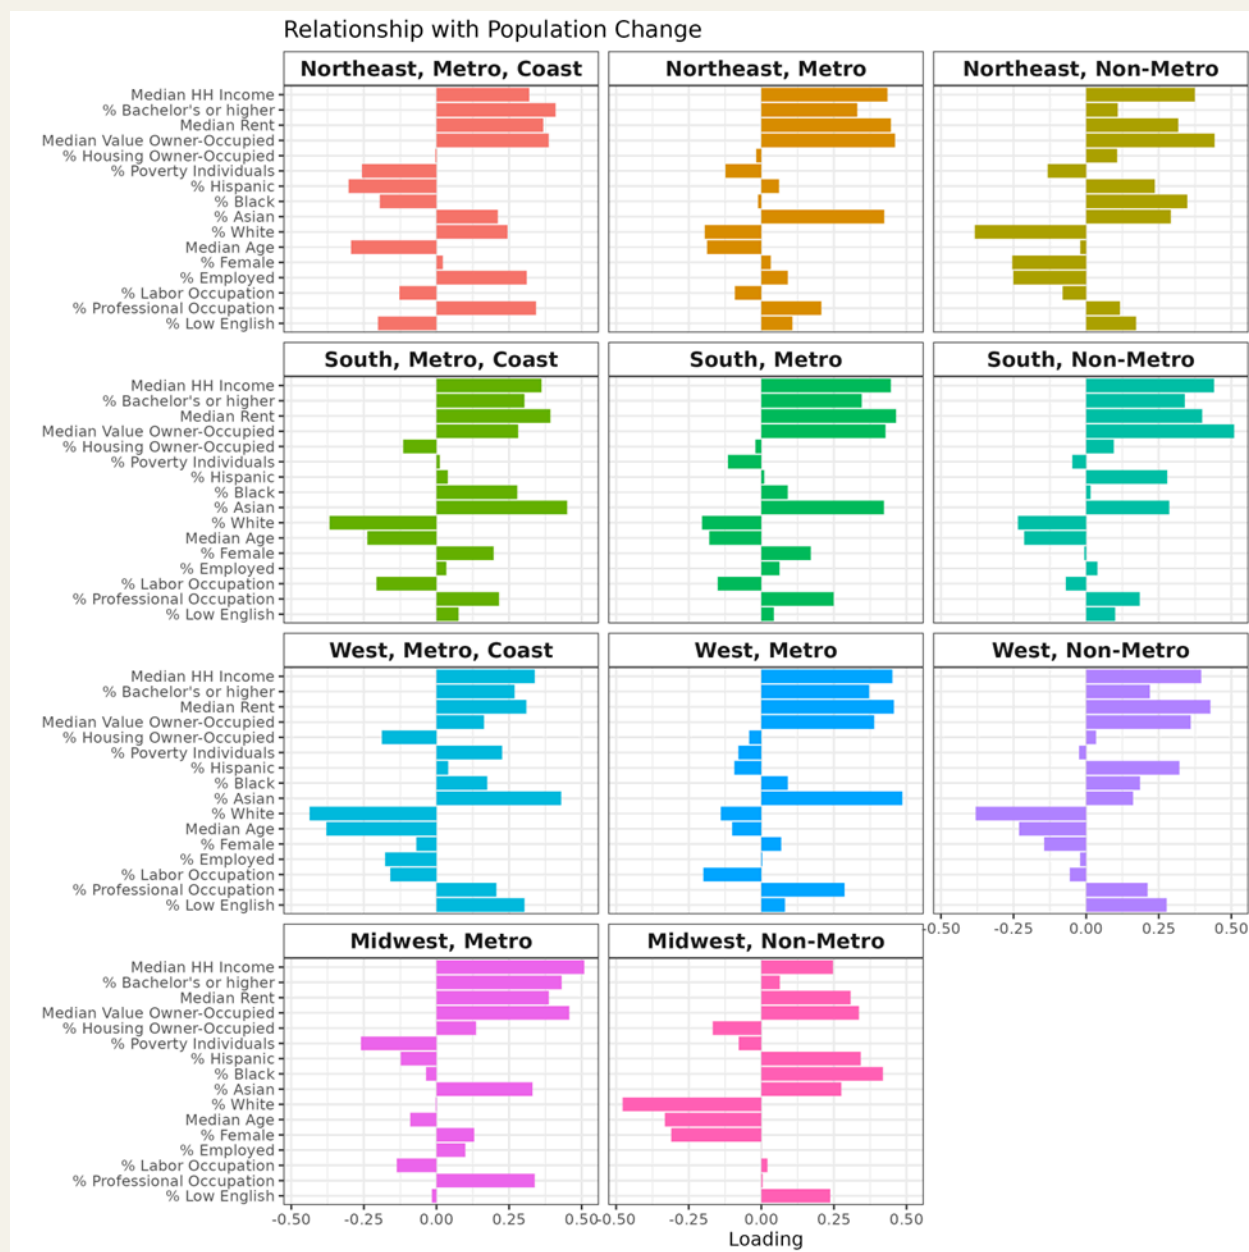 Relationship with Population Change
Northeast, Metro, Coast
Northeast, Metro
Northeast, Non-Metro
Median HH Income
% Bachelor's or higher
Median Rent
Median Value Owner-Occupied
% Housing Owner-Occupied
% Poverty Individuals
% Hispanic
% Black
% Asian
% White
Median Age
% Female
% Employed
% Labor Occupation
% Professional Occupation
% Low English
South, Metro, Coast
South, Metro
South, Non-Metro
Median HH Income
% Bachelor's or higher
Median Rent
Median Value Owner-Occupied
% Housing Owner-Occupied
% Poverty Individuals
% Hispanic
% Black
% Asian
% White
Median Age
% Female
% Employed
% Labor Occupation
% Professional Occupation
% Low English
West, Metro, Coast
West, Metro
West, Non-Metro
Median HH Income
% Bachelor's or higher
Median Rent
Median Value Owner-Occupied
% Housing Owner-Occupied
% Poverty Individuals
% Hispanic
% Black
% Asian
% White
Median Age
% Female
% Employed
% Labor Occupation
% Professional Occupation
% Low English
-0.50 -0.25 0.00 0.25 0.50
Midwest, Metro
Midwest, Non-Metro
Median HH Income
% Bachelor's or higher
Median Rent
Median Value Owner-Occupied
% Housing Owner-Occupied
% Poverty Individuals
% Hispanic
% Black
% Asian
% White
Median Age
% Female
% Employed
% Labor Occupation
% Professional Occupation
% Low English
-0.50 -0.25 0.00 0.25 0.50
-0.50 -0.25 0.00 0.25 0.50
Loading